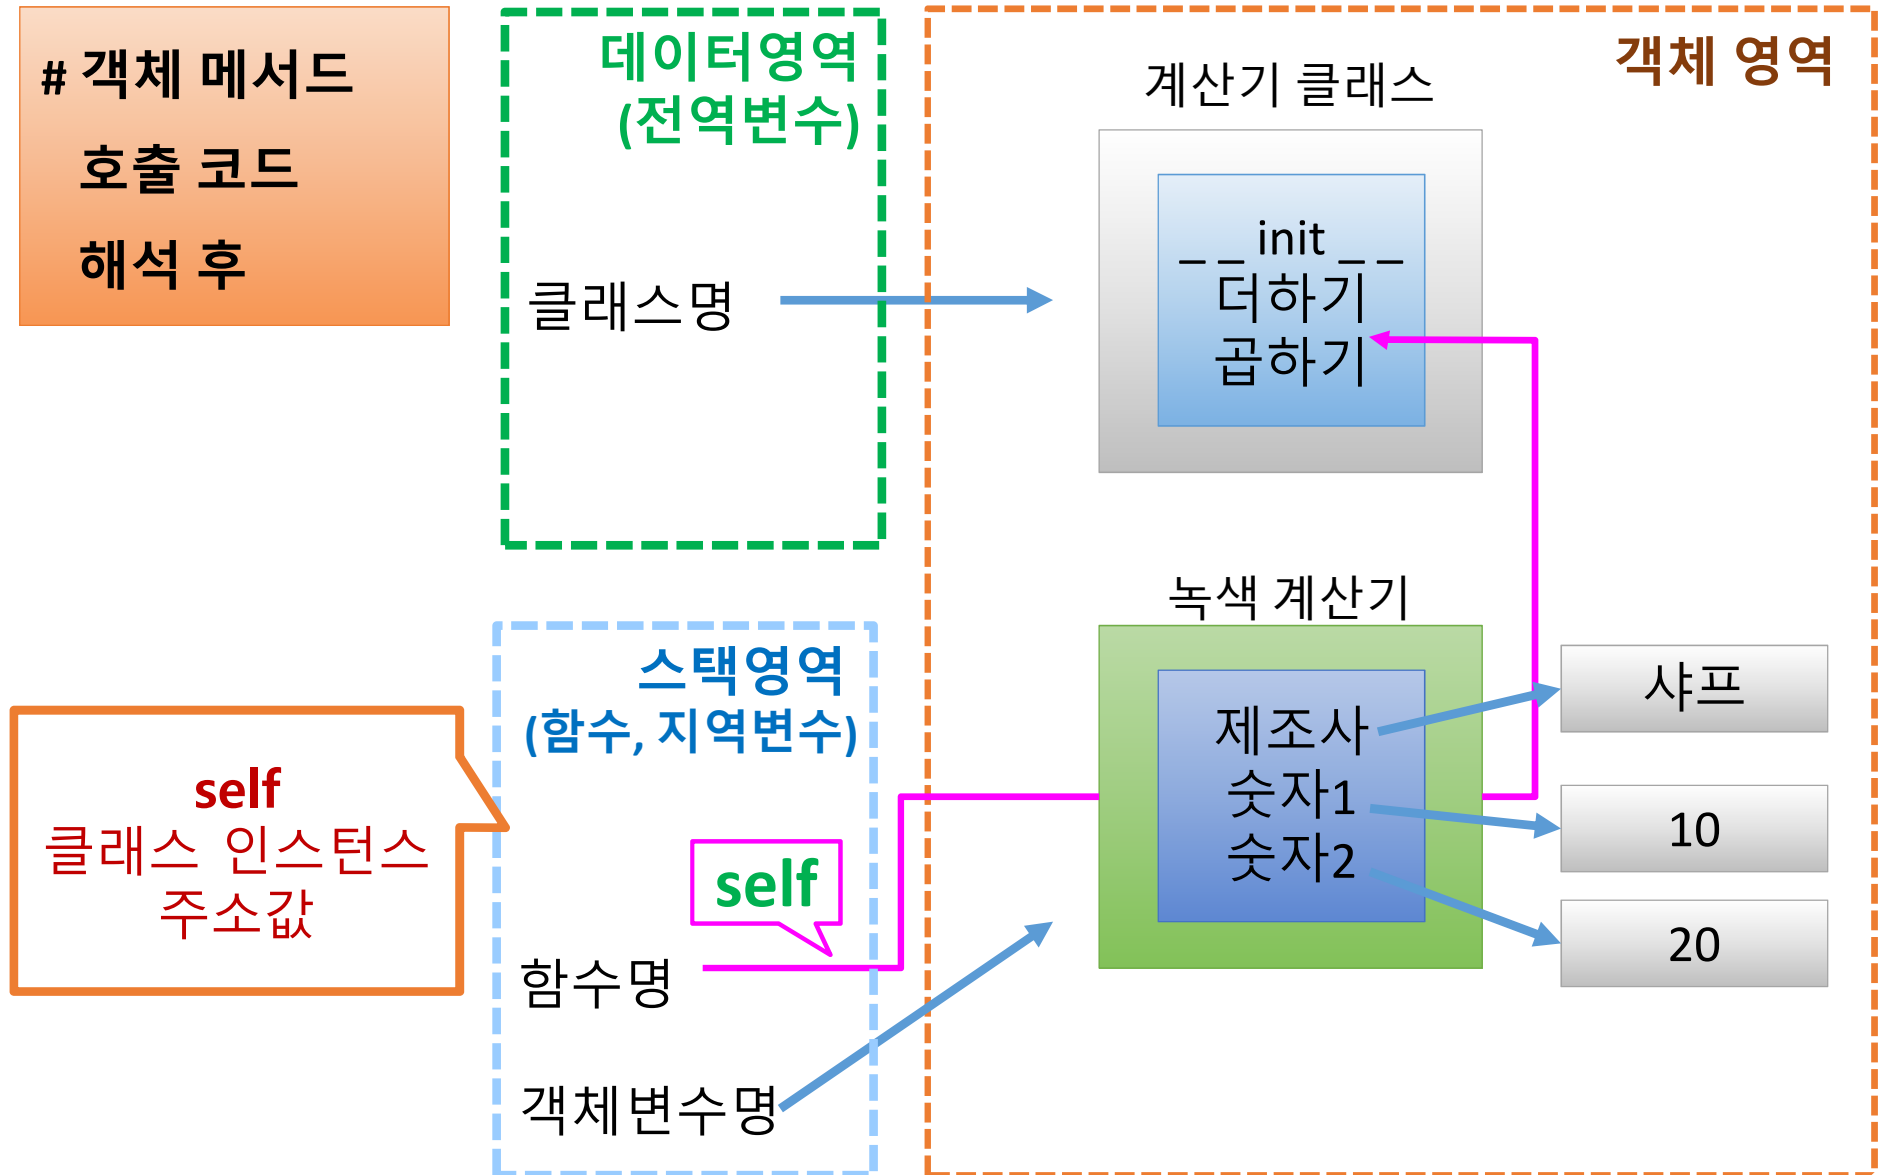 # 객체 메서드
호출 코드
해석 후
데이터영역
(전역변수)
클래스명
객체 영역
계산기 클래스
_ _ init _ _
더하기
곱하기
스택영역
(함수, 지역변수)
self
클래스 인스턴스
주소값
self
함수명
객체변수명
녹색 계산기
제조사
숫자1
숫자2
샤프
10
20